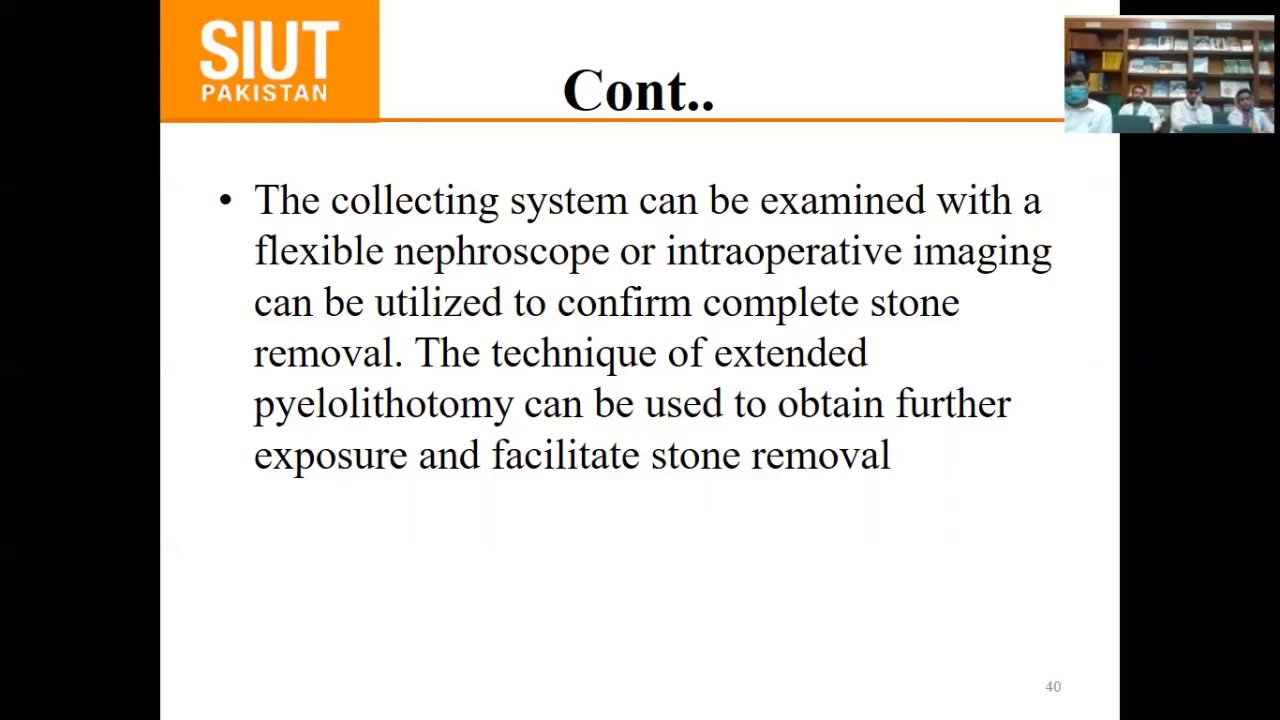 SIUT
PAKISTAN
Cont..
• The collecting system can be examined with a
flexible nephroscope or intraoperative imaging
can be utilized to confirm complete stone
removal. The technique of extended
pyelolithotomy can be used to obtain further
exposure and facilitate stone removal
40